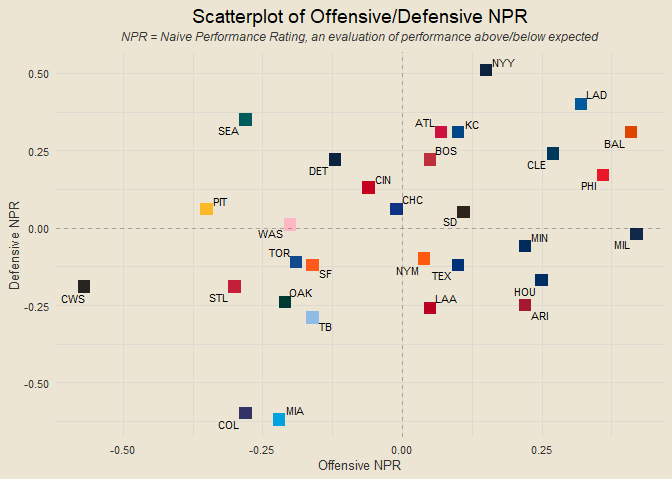 Scatterplot of Offensive/Defensive NPR
NPR = Naive Performance Rating, an evaluation of performance above/below expected
NYY
0.50
LAD
SEA
ATL
KC
BAL
0.25
DET
BOS
CLE
CIN
PHI
PIT
CHC
WAS
SD
0.00
MIN
MIL
TOR
SF
NYM
TEX
CWS
STL
OAK
LAA
HOU
ARI
-0.25
TB
-0.50
COL
MIA
Defensive NPR
-0.50
-0.25
0.00
0.25
Offensive NPR